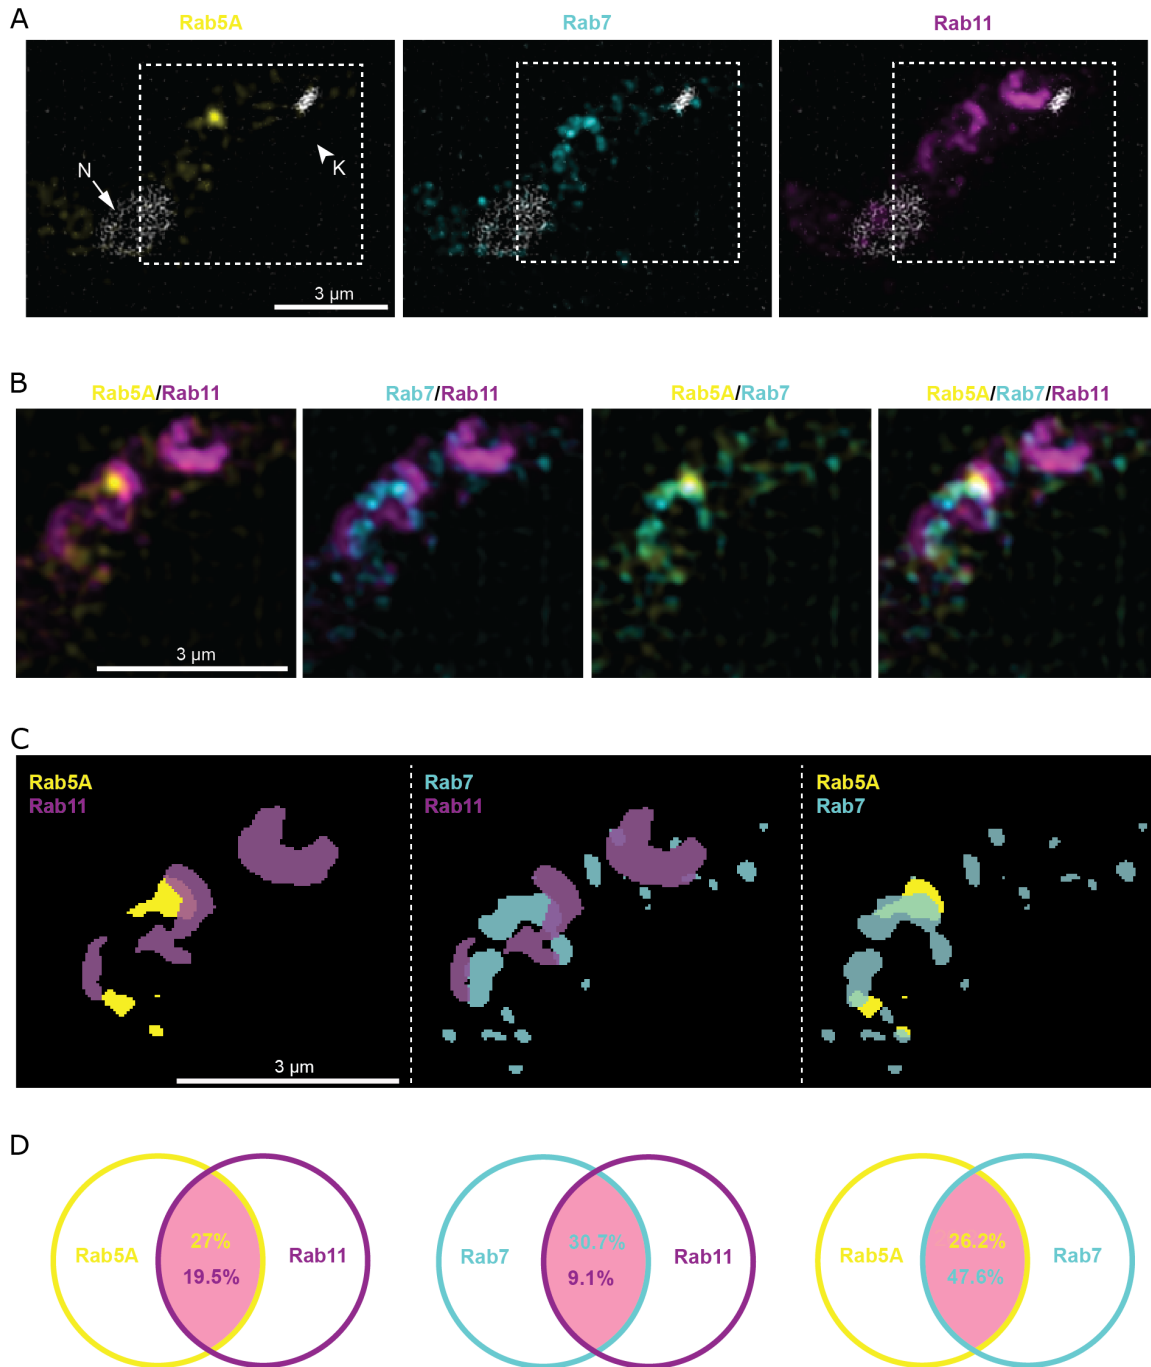 A
Rab5A
Rab7
Rab11
N
K
3 µm
B
Rab5A/Rab11
Rab7/Rab11
Rab5A/Rab7
Rab5A/Rab7/Rab11
3 µm
C
Rab5A
Rab11
Rab7
Rab11
Rab5A
Rab7
3 µm
D
Rab5A
27%
19.5%
Rab11
Rab7
30.7%
9.1%
Rab11
Rab5A
26.2%
47.6%
Rab7